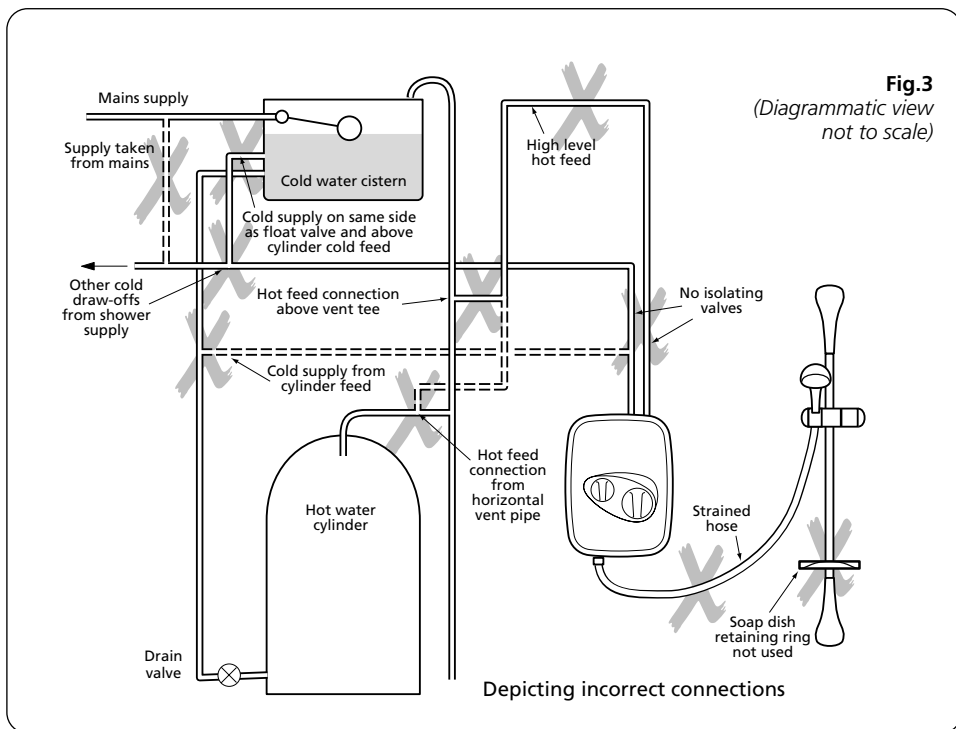 Fig.3
(Diagrammatic view
not to scale)
Mains supply
Supply taken
from mains
Cold water cistern
High level
hot feed
Cold supply on same side
as float valve and above
cylinder cold feed
Other cold
draw-offs
from shower
supply
Hot feed connection
above vent tee
No isolating
valves
Cold supply from
cylinder feed
Hot feed
connection
from
horizontal
vent pipe
Hot water
cylinder
Strained
hose
Soap dish
retaining ring
not used
Drain
valve
Depicting incorrect connections